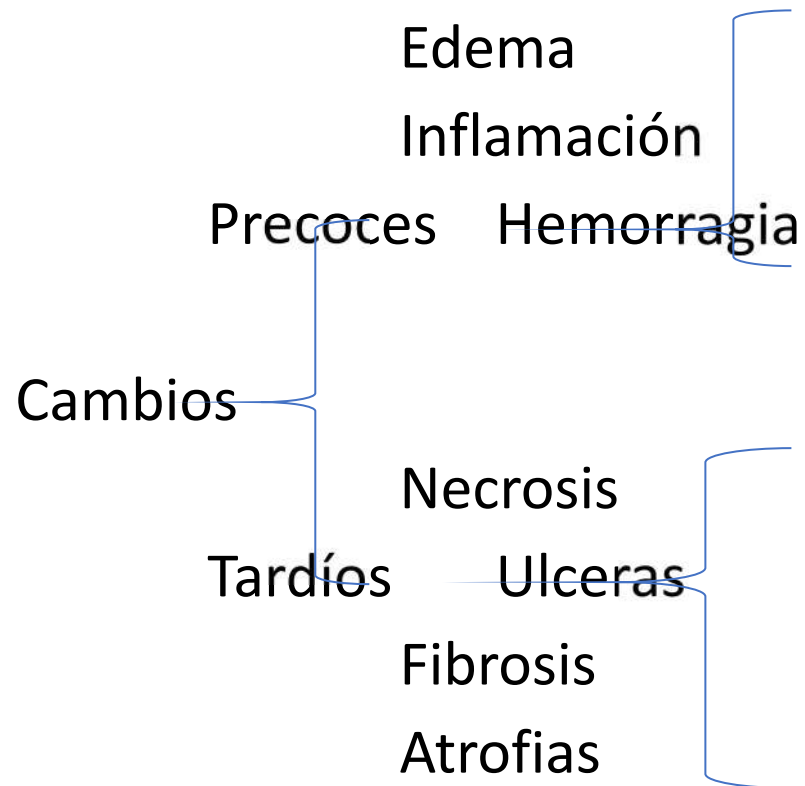 Edema
Inflamación
Precoces Hemorragia
Cambios
Necrosis
Tardíos Ulceras
Fibrosis
Atrofias